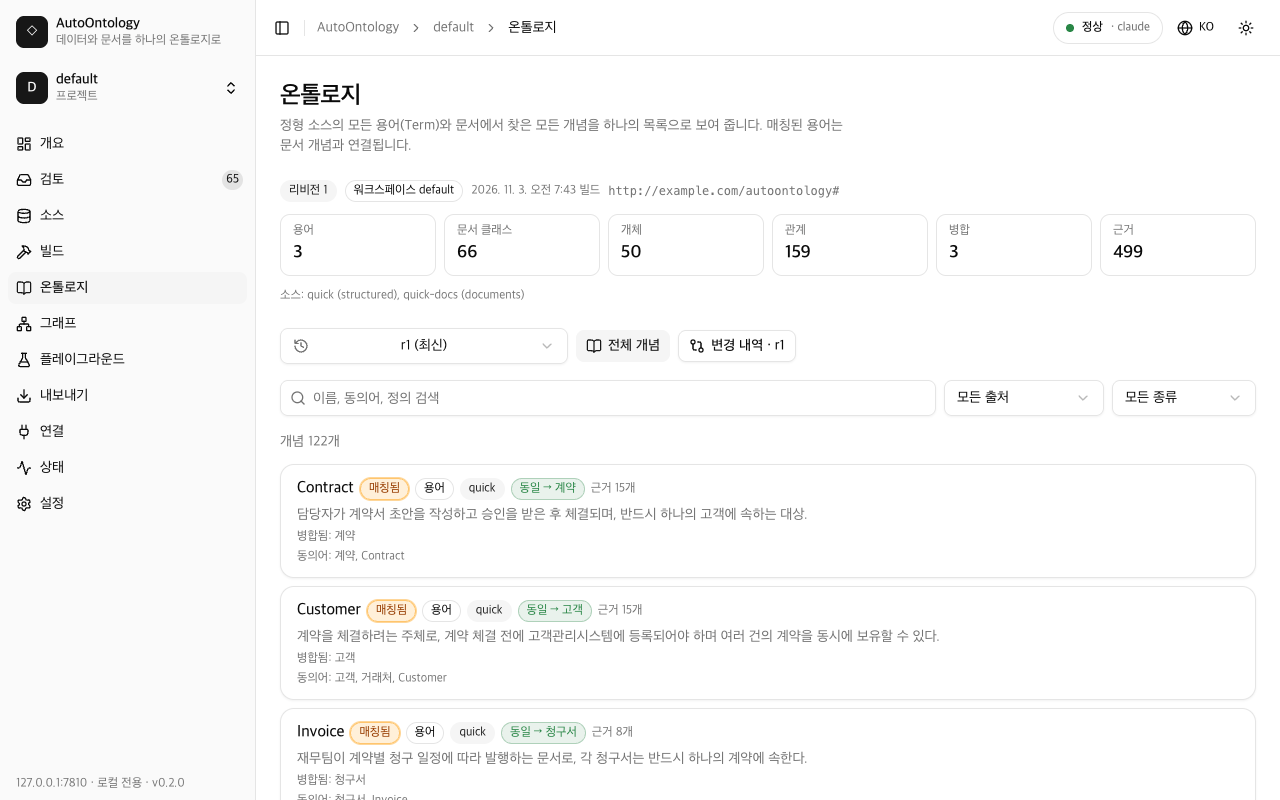 AutoOntology
데이터와 문서를 하나의 온톨로지로
D
default
프로젝트
개요
검토
65
소스
빌드
온톨로지
그래프
플레이그라운드
내보내기
연결
상태
설정
127.0.0.1:7810 · 로컬 전용 · v0.2.0
AutoOntology > default > 온톨로지
정상 · claude
KO
온톨로지
정형 소스의 모든 용어(Term)와 문서에서 찾은 모든 개념을 하나의 목록으로 보여 줍니다. 매칭된 용어는
문서 개념과 연결됩니다.
리비전 1 워크스페이스 default 2026. 11. 3. 오전 7:43 빌드 http://example.com/autoontology#
용어
3
문서 클래스
66
개체
50
관계
159
병합
3
근거
499
소스: quick (structured), quick-docs (documents)
r1 (최신)
전체 개념
변경 내역 · r1
이름, 동의어, 정의 검색
모든 출처
모든 종류
개념 122개
Contract 매칭됨 용어 quick 동일 → 계약 근거 15개
담당자가 계약서 초안을 작성하고 승인을 받은 후 체결되며, 반드시 하나의 고객에 속하는 대상.
병합됨: 계약
동의어: 계약, Contract
Customer 매칭됨 용어 quick 동일 → 고객 근거 15개
계약을 체결하려는 주체로, 계약 체결 전에 고객관리시스템에 등록되어야 하며 여러 건의 계약을 동시에 보유할 수 있다.
병합됨: 고객
동의어: 고객, 거래처, Customer
Invoice 매칭됨 용어 quick 동일 → 청구서 근거 8개
재무팀이 계약별 청구 일정에 따라 발행하는 문서로, 각 청구서는 반드시 하나의 계약에 속한다.
병합됨: 청구서
동의어: 청구서, Invoice